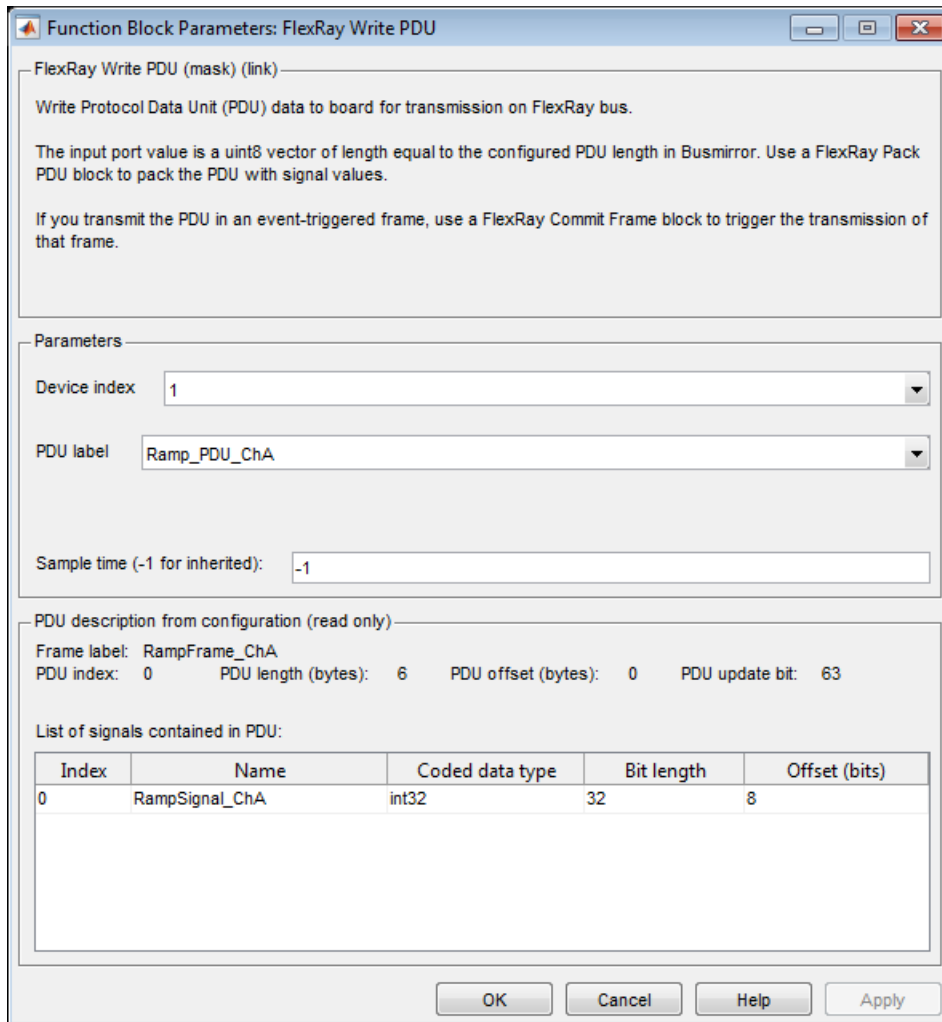 Function Block Parameters: FlexRay Write PDU
FlexRay Write PDU (mask) (link)
Write Protocol Data Unit (PDU) data to board for transmission on FlexRay bus.
The input port value is a uint8 vector of length equal to the configured PDU length in Busmirror. Use a FlexRay Pack
PDU block to pack the PDU with signal values.
If you transmit the PDU in an event-triggered frame, use a FlexRay Commit Frame block to trigger the transmission of
that frame.
Parameters
Device index 1
PDU label Ramp_PDU_ChA
Sample time (-1 for inherited): -1
PDU description from configuration (read only)
Frame label: RampFrame_ChA
PDU index: 0 PDU length (bytes): 6 PDU offset (bytes): 0 PDU update bit: 63
List of signals contained in PDU:
Index Name Coded data type Bit length Offset (bits)
0 RampSignal_ChA int32 32 8
OK Cancel Help Apply